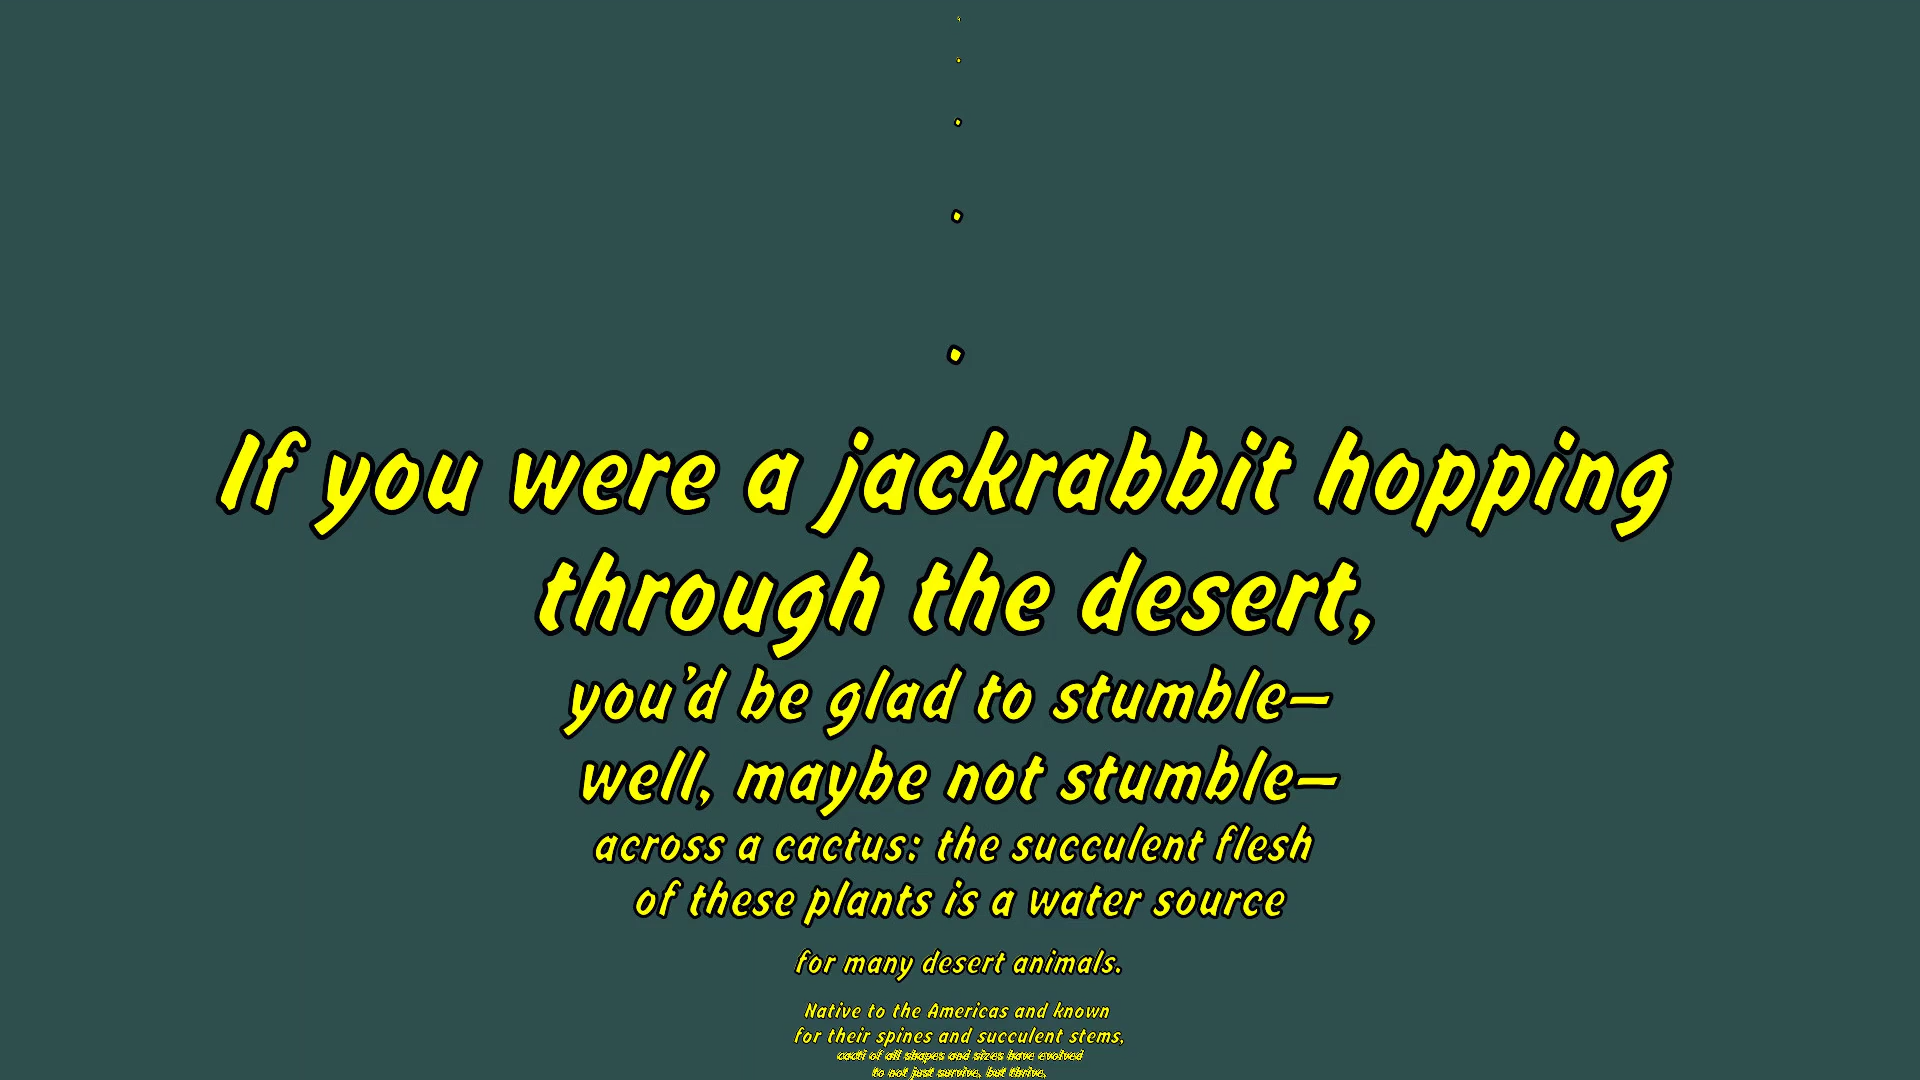 .
.
.
.
.
If you were a jackrabbit hopping
through the desert,
you’d be glad to stumble—
well, maybe not stumble—
across a cactus: the succulent flesh
of these plants is a water source
for many desert animals.
Native to the Americas and known
for their spines and succulent stems,
cacti of all shapes and sizes have evolved
to not just survive, but thrive,